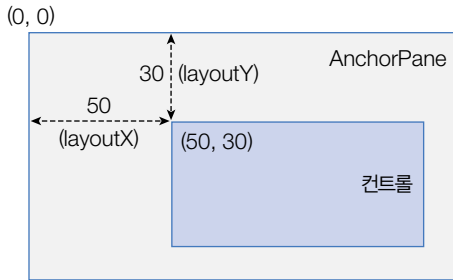 (0, 0)
AnchorPane
30 (layoutY)
50
(layoutX)
(50, 30)
컨트롤